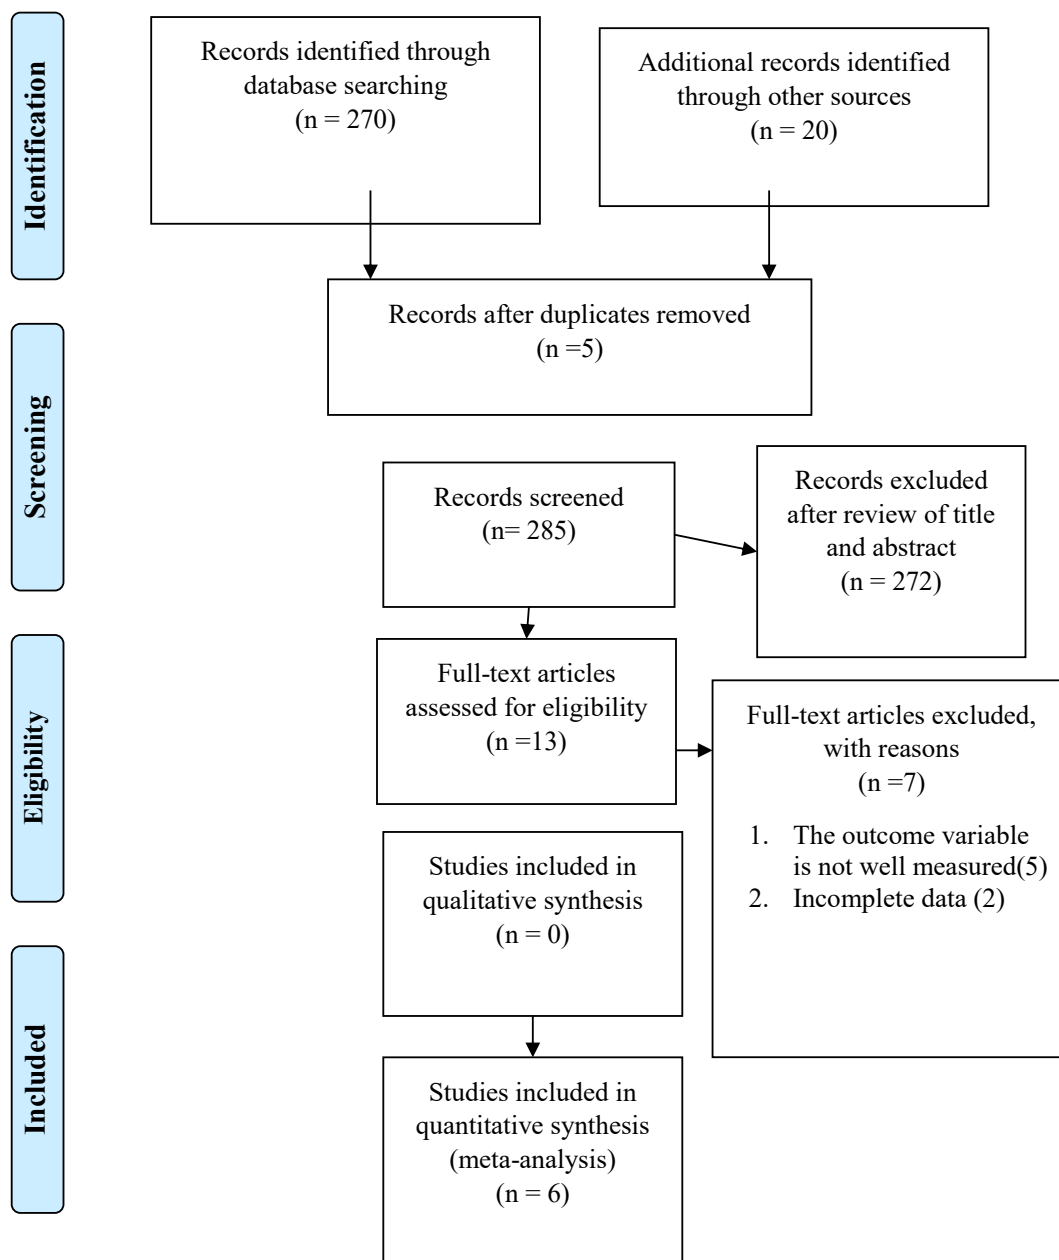 Identification
Records identified through
database searching
(n = 270)
Additional records identified
through other sources
(n = 20)
Records after duplicates removed
(n =5)
Screening
Records screened
(n= 285)
Records excluded
after review of title
and abstract
(n = 272)
Eligibility
Full-text articles
assessed for eligibility
(n =13)
Full-text articles excluded,
with reasons
(n =7)
1. The outcome variable
is not well measured(5)
2. Incomplete data (2)
Studies included in
qualitative synthesis
(n = 0)
Included
Studies included in
quantitative synthesis
(meta-analysis)
(n = 6)